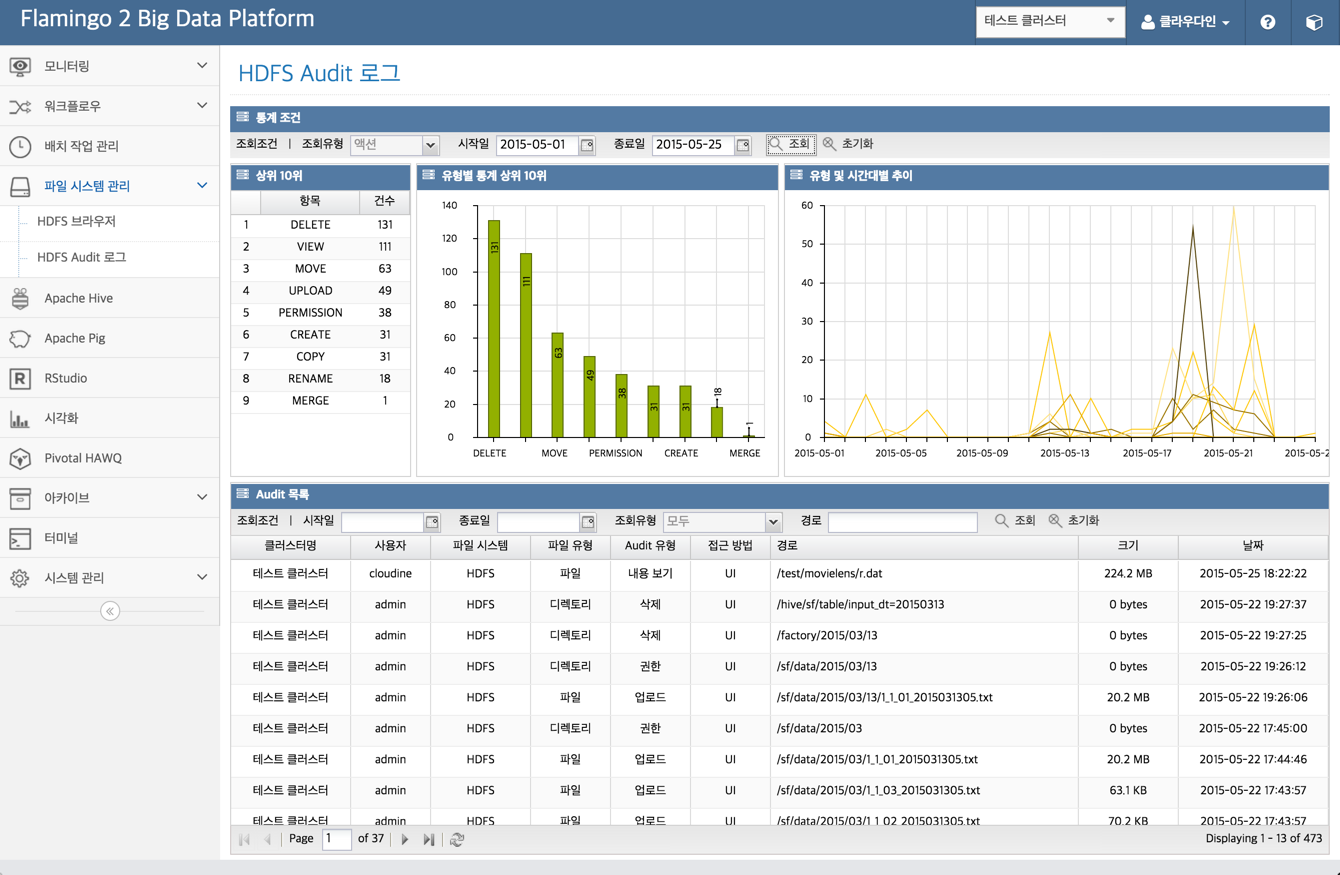 Flamingo 2 Big Data Platform
테스트 클러스터
클라우다인
모니터링
워크플로우
배치 작업 관리
파일 시스템 관리
HDFS 브라우저
HDFS Audit 로그
Apache Hive
Apache Pig
RStudio
시각화
Pivotal HAWQ
아카이브
터미널
시스템 관리
HDFS Audit 로그
통계 조건
조회조건 | 조회유형 액션 시작일 2015-05-01 종료일 2015-05-25 조회 초기화
상위 10위
항목 건수
1 DELETE 131
2 VIEW 111
3 MOVE 63
4 UPLOAD 49
5 PERMISSION 38
6 CREATE 31
7 COPY 31
8 RENAME 18
9 MERGE 1
유형별 통계 상위 10위
140
120
100
80
60
40
20
0
131
111
63
49
38
31
31
18
1
DELETE MOVE PERMISSION CREATE MERGE
유형 및 시간대별 추이
60
50
40
30
20
10
0
2015-05-01 2015-05-05 2015-05-09 2015-05-13 2015-05-17 2015-05-21 2015-05-2
Audit 목록
조회조건 | 시작일 종료일 조회유형 모두 경로 조회 초기화
클러스터명 사용자 파일 시스템 파일 유형 Audit 유형 접근 방법 경로 크기 날짜
테스트 클러스터 cloudine HDFS 파일 내용 보기 UI /test/movielens/r.dat 224.2 MB 2015-05-25 18:22:22
테스트 클러스터 admin HDFS 디렉토리 삭제 UI /hive/sf/table/input_dt=20150313 0 bytes 2015-05-22 19:27:37
테스트 클러스터 admin HDFS 디렉토리 삭제 UI /factory/2015/03/13 0 bytes 2015-05-22 19:27:25
테스트 클러스터 admin HDFS 디렉토리 권한 UI /sf/data/2015/03/13 0 bytes 2015-05-22 19:26:12
테스트 클러스터 admin HDFS 파일 업로드 UI /sf/data/2015/03/13/1_1_01_2015031305.txt 20.2 MB 2015-05-22 19:26:06
테스트 클러스터 admin HDFS 디렉토리 권한 UI /sf/data/2015/03 0 bytes 2015-05-22 17:45:00
테스트 클러스터 admin HDFS 파일 업로드 UI /sf/data/2015/03/1_1_01_2015031305.txt 20.2 MB 2015-05-22 17:44:46
테스트 클러스터 admin HDFS 파일 업로드 UI /sf/data/2015/03/1_1_03_2015031305.txt 63.1 KB 2015-05-22 17:43:57
테스트 클러스터 admin HDFS 파일 업로드 UI /sf/data/2015/03/1_1_02_2015031305.txt 70.2 KB 2015-05-22 17:43:57
Page 1 of 37 Displaying 1 - 13 of 473